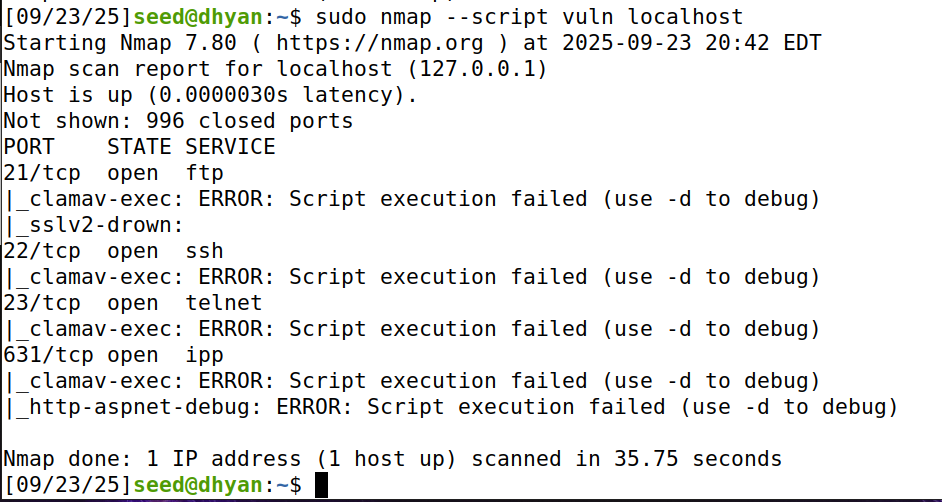 [09/23/25]seed@dhyan:~$ sudo nmap --script vuln localhost
Starting Nmap 7.80 ( https://nmap.org ) at 2025-09-23 20:42 EDT
Nmap scan report for localhost (127.0.0.1)
Host is up (0.0000030s latency).
Not shown: 996 closed ports
PORT    STATE SERVICE
21/tcp  open  ftp
|_clamav-exec: ERROR: Script execution failed (use -d to debug)
|_sslv2-drown:
22/tcp  open  ssh
|_clamav-exec: ERROR: Script execution failed (use -d to debug)
23/tcp  open  telnet
|_clamav-exec: ERROR: Script execution failed (use -d to debug)
631/tcp open  ipp
|_clamav-exec: ERROR: Script execution failed (use -d to debug)
|_http-aspnet-debug: ERROR: Script execution failed (use -d to debug)
Nmap done: 1 IP address (1 host up) scanned in 35.75 seconds
[09/23/25]seed@dhyan:~$